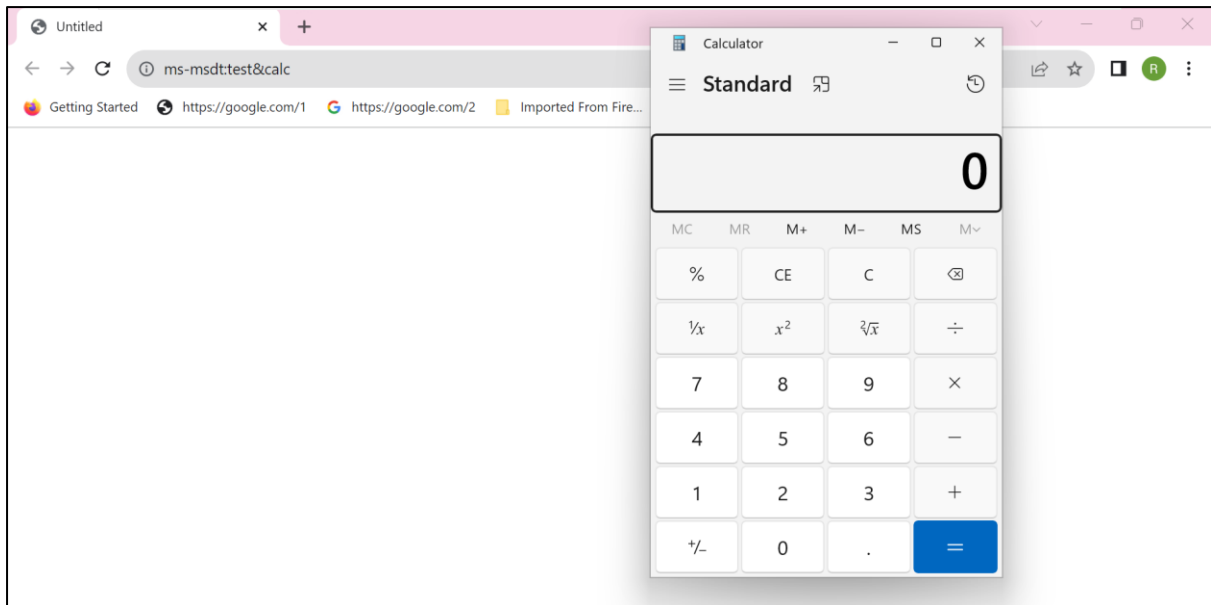 Untitled
ms-msdt:test&calc
R
Getting Started https://google.com/1 G https://google.com/2 Imported From Fire...
Calculator
Standard
0
MC MR M+ M− MS M
% CE C
¹/x x² ²√x ÷
7 8 9 ×
4 5 6 −
1 2 3 +
+/− 0 . =